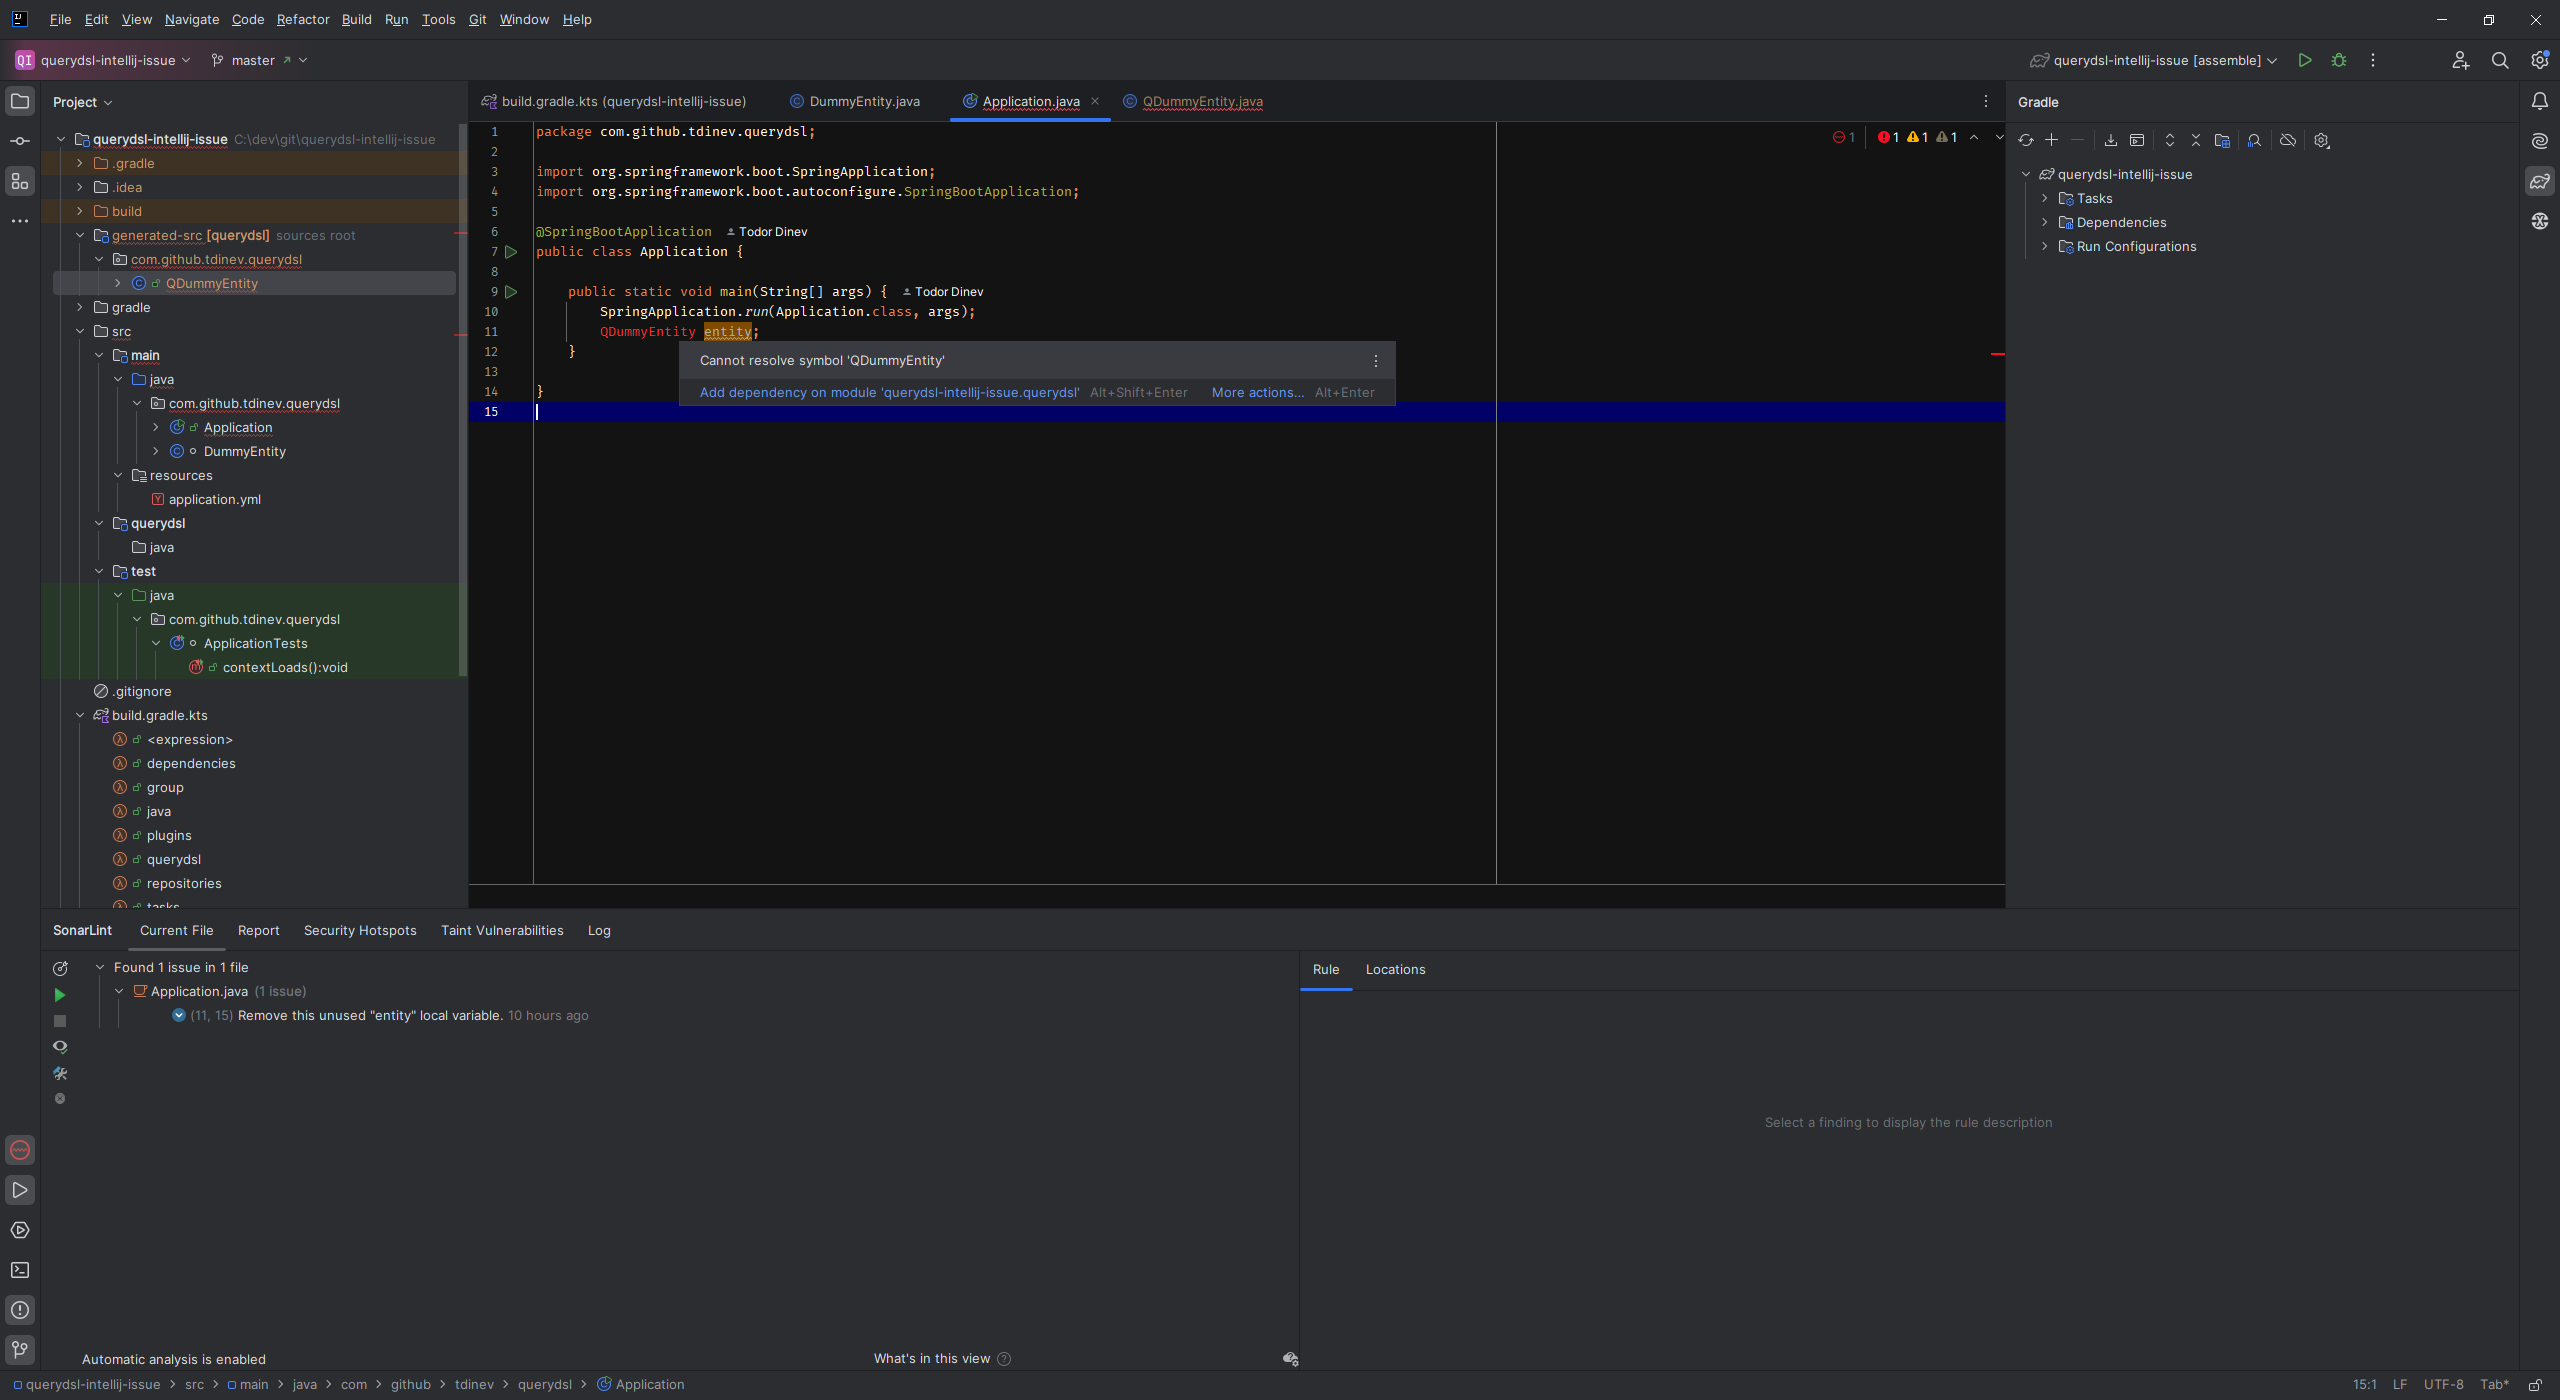 File Edit View Navigate Code Refactor Build Run Tools Git Window Help
QI querydsl-intellij-issue master querydsl-intellij-issue [assemble]
Project
querydsl-intellij-issue C:\dev\git\querydsl-intellij-issue
.gradle
.idea
build
generated-src [querydsl] sources root
com.github.tdinev.querydsl
QDummyEntity
gradle
src
main
java
com.github.tdinev.querydsl
Application
DummyEntity
resources
application.yml
querydsl
java
test
java
com.github.tdinev.querydsl
ApplicationTests
contextLoads():void
.gitignore
build.gradle.kts
<expression>
dependencies
group
java
plugins
querydsl
repositories
tasks
build.gradle.kts (querydsl-intellij-issue) DummyEntity.java Application.java QDummyEntity.java
1 package com.github.tdinev.querydsl;
2
3 import org.springframework.boot.SpringApplication;
4 import org.springframework.boot.autoconfigure.SpringBootApplication;
5
6 @SpringBootApplication Todor Dinev
7 public class Application {
8
9 public static void main(String[] args) { Todor Dinev
10 SpringApplication.run(Application.class, args);
11 QDummyEntity entity;
12 }
13
14 }
15
1 1 1 1
Cannot resolve symbol 'QDummyEntity'
Add dependency on module 'querydsl-intellij-issue.querydsl' Alt+Shift+Enter More actions... Alt+Enter
Gradle
querydsl-intellij-issue
Tasks
Dependencies
Run Configurations
SonarLint Current File Report Security Hotspots Taint Vulnerabilities Log
Found 1 issue in 1 file
Application.java (1 issue)
(11, 15) Remove this unused "entity" local variable. 10 hours ago
Automatic analysis is enabled
What's in this view
Rule Locations
Select a finding to display the rule description
querydsl-intellij-issue > src > main > java > com > github > tdinev > querydsl > Application
15:1 LF UTF-8 Tab*